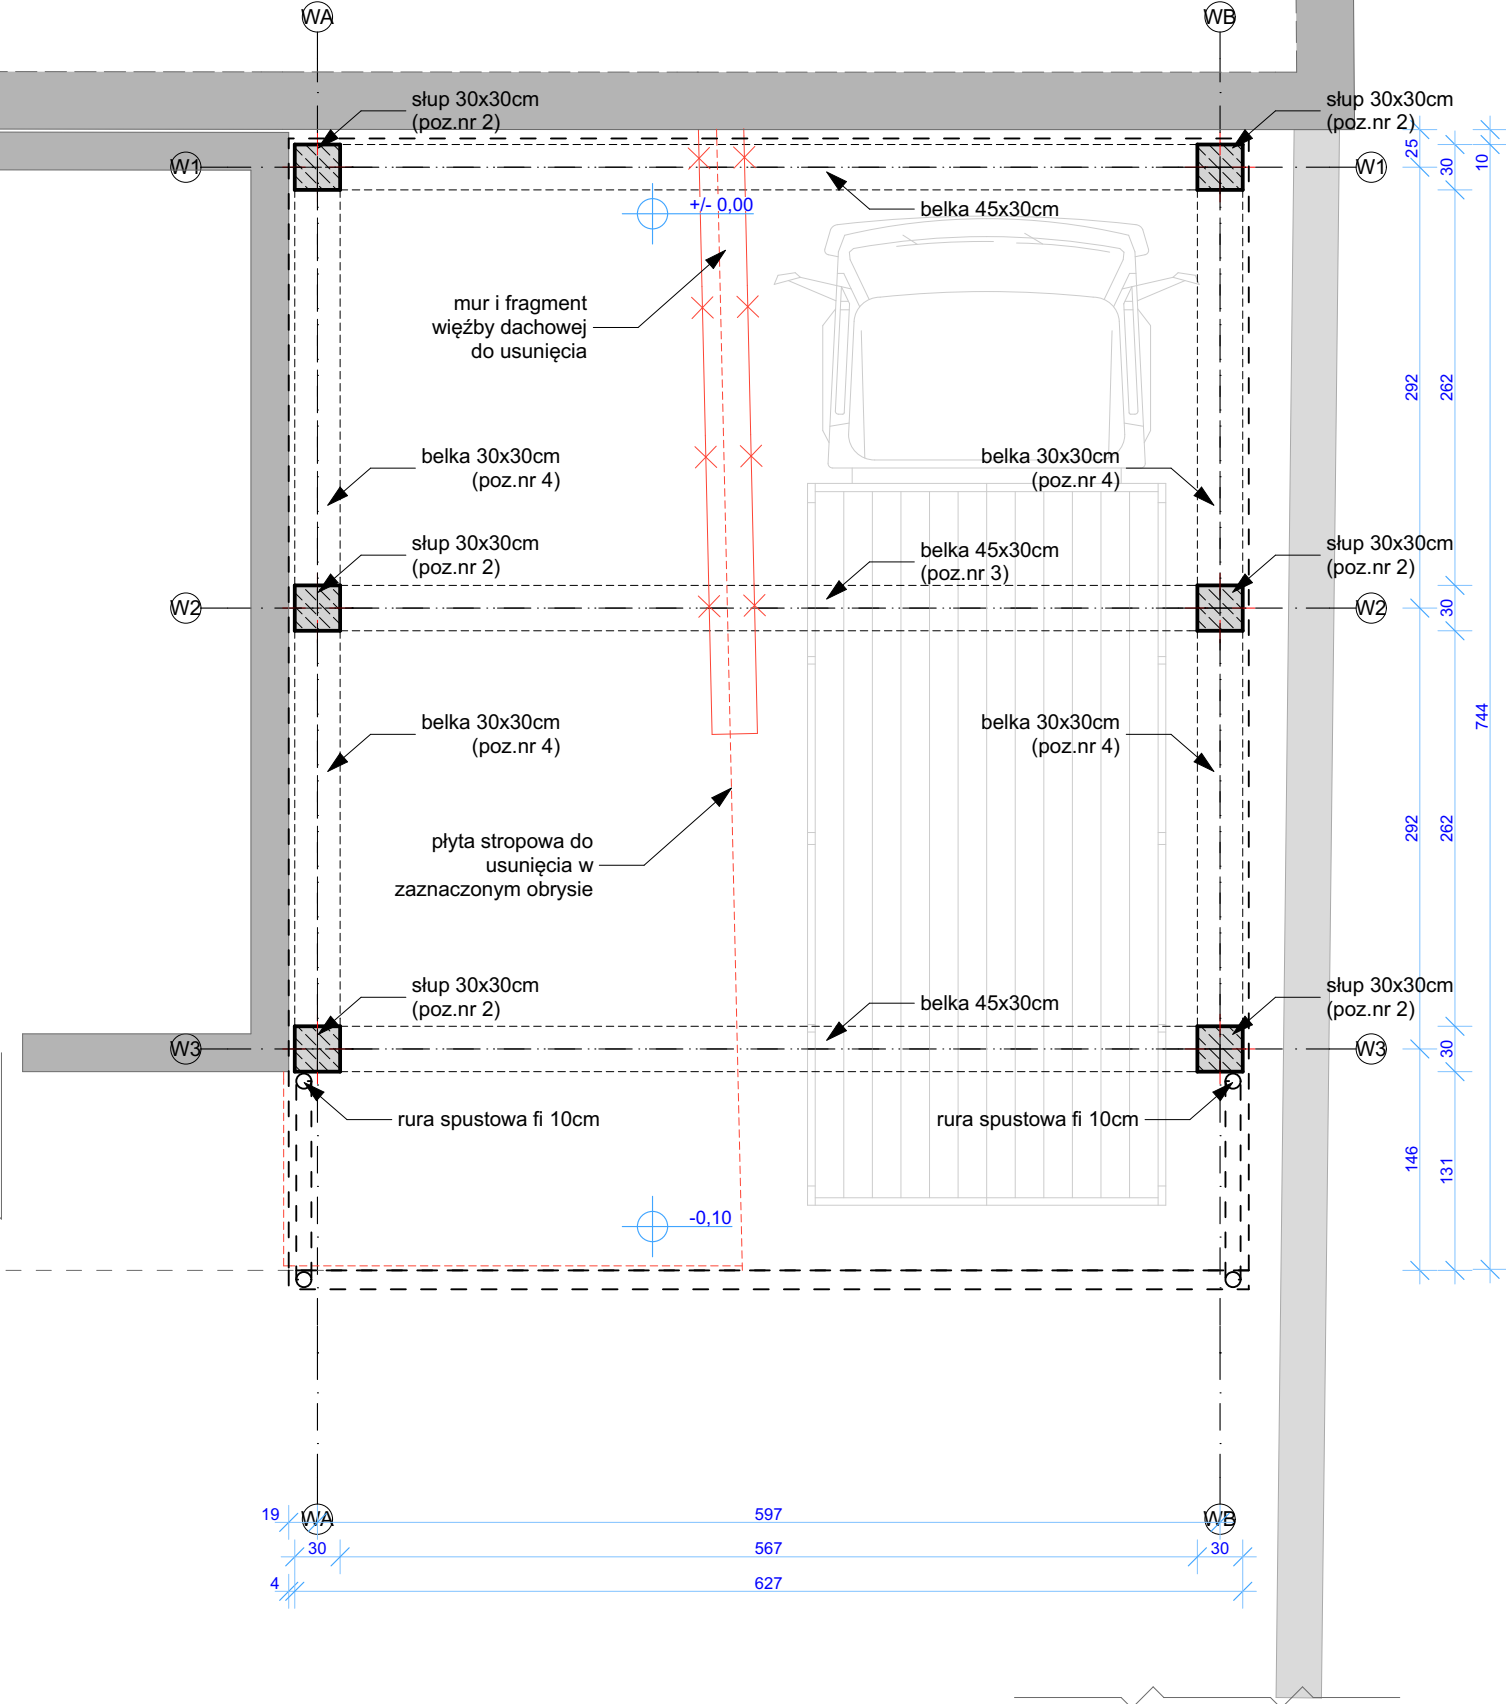 WA
WB
słup 30x30cm
(poz.nr 2)
słup 30x30cm
(poz.nr 2)
W1
W1
25
30
10
+/- 0,00
belka 45x30cm
mur i fragment
więźby dachowej
do usunięcia
292
262
belka 30x30cm
(poz.nr 4)
belka 30x30cm
(poz.nr 4)
słup 30x30cm
(poz.nr 2)
belka 45x30cm
(poz.nr 3)
słup 30x30cm
(poz.nr 2)
W2
W2
30
belka 30x30cm
(poz.nr 4)
belka 30x30cm
(poz.nr 4)
744
płyta stropowa do
usunięcia w
zaznaczonym obrysie
292
262
słup 30x30cm
(poz.nr 2)
belka 45x30cm
słup 30x30cm
(poz.nr 2)
W3
W3
30
rura spustowa fi 10cm
rura spustowa fi 10cm
146
131
-0,10
19
WA
597
WB
30
567
30
4
627